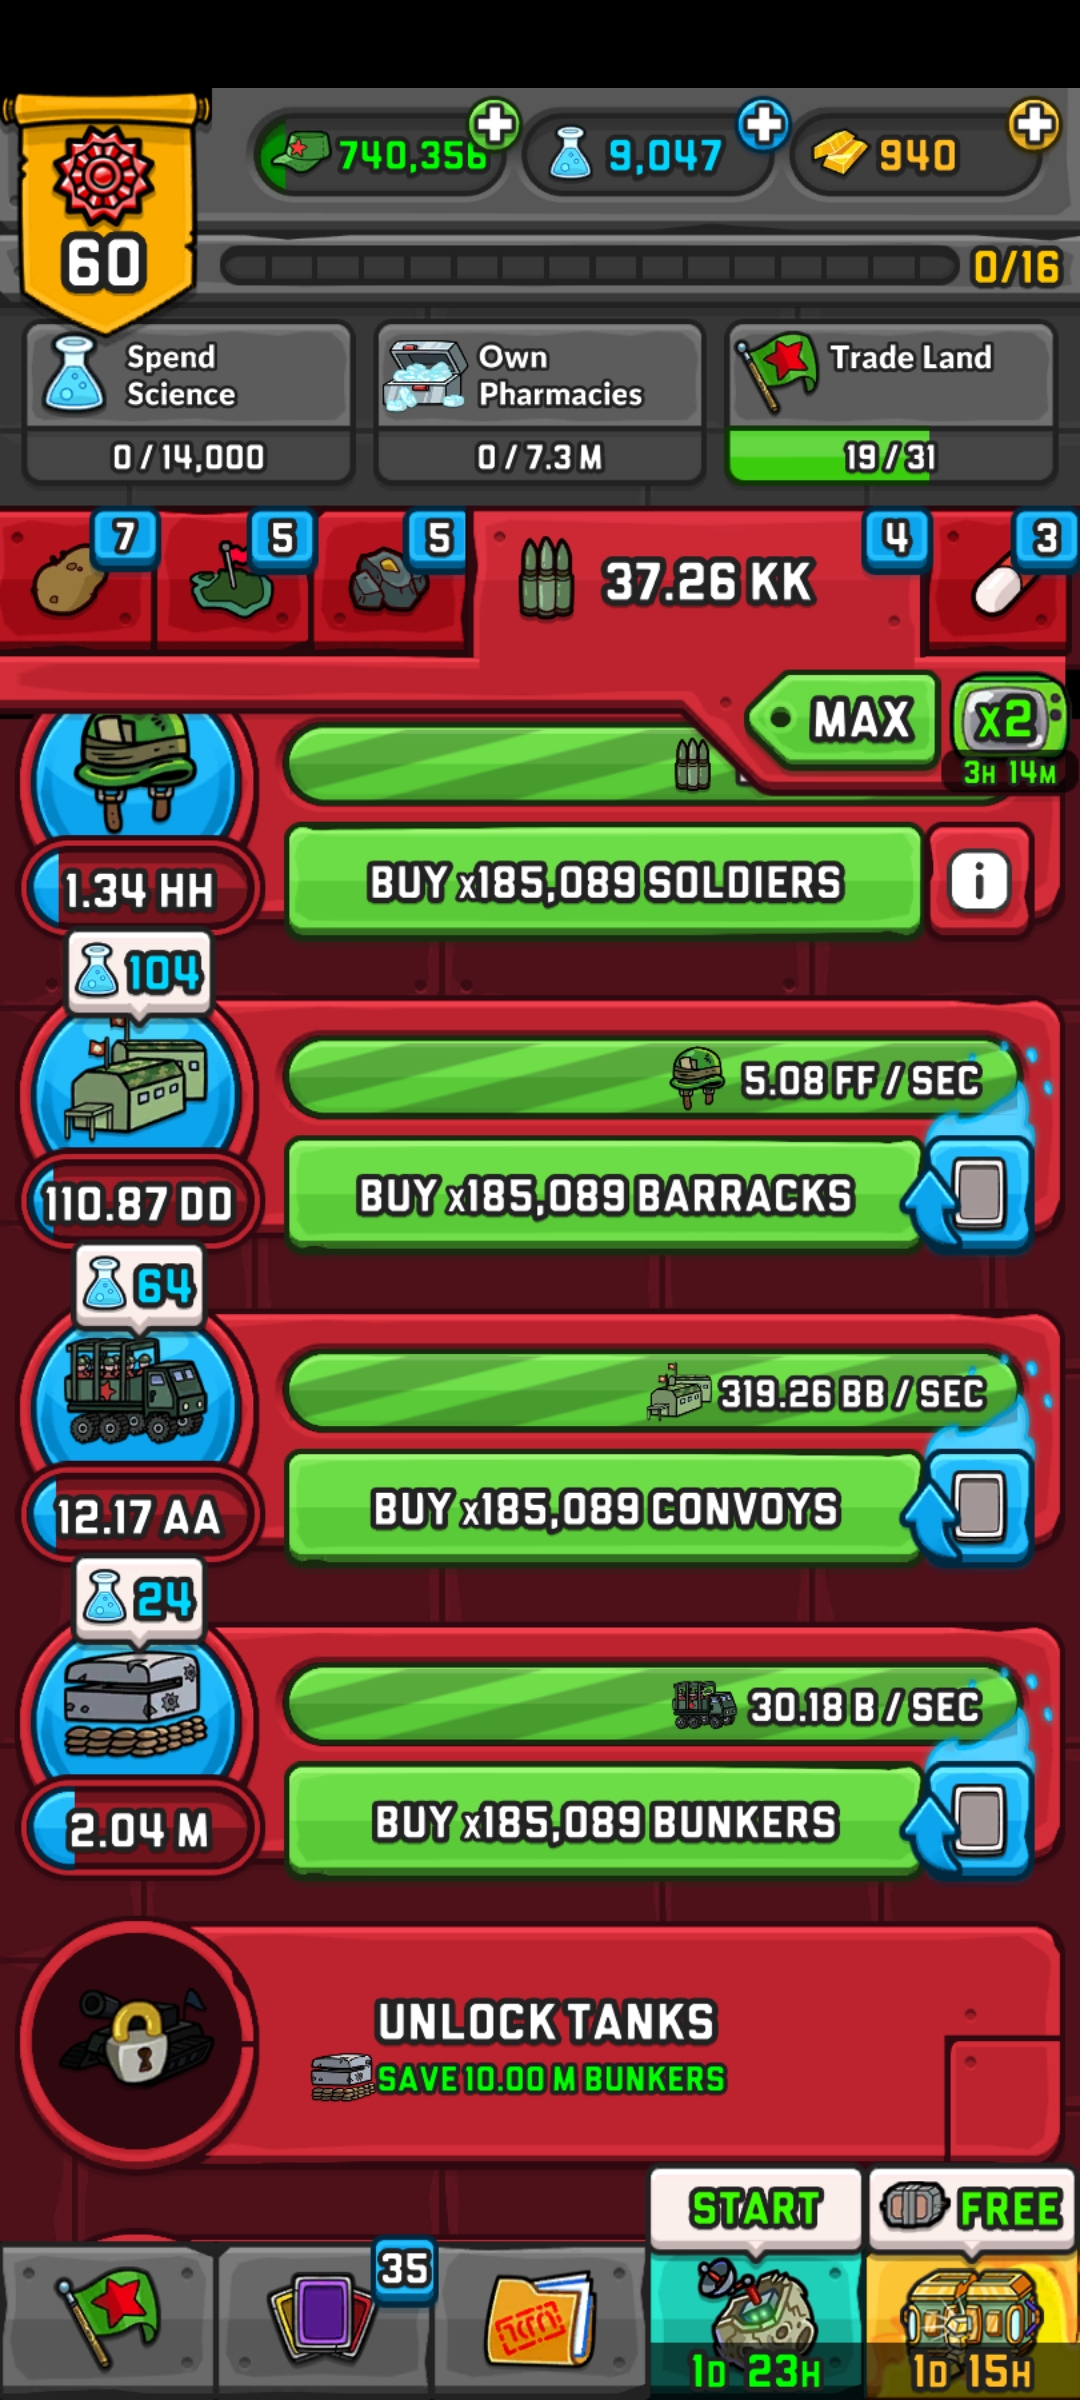 740,356
9,047
940
60
0/16
Spend
Science
0 / 14,000
Own
Pharmacies
0 / 7.3 M
Trade Land
19 / 31
7
5
5
37.26 KK
4
3
MAX
x2
3H 14M
1.34 HH
BUY x185,089 SOLDIERS
i
104
5.08 FF / SEC
110.87 DD
BUY x185,089 BARRACKS
64
319.26 BB / SEC
12.17 AA
BUY x185,089 CONVOYS
24
30.18 B / SEC
2.04 M
BUY x185,089 BUNKERS
UNLOCK TANKS
SAVE 10.00 M BUNKERS
START
FREE
35
1D 23H
1D 15H